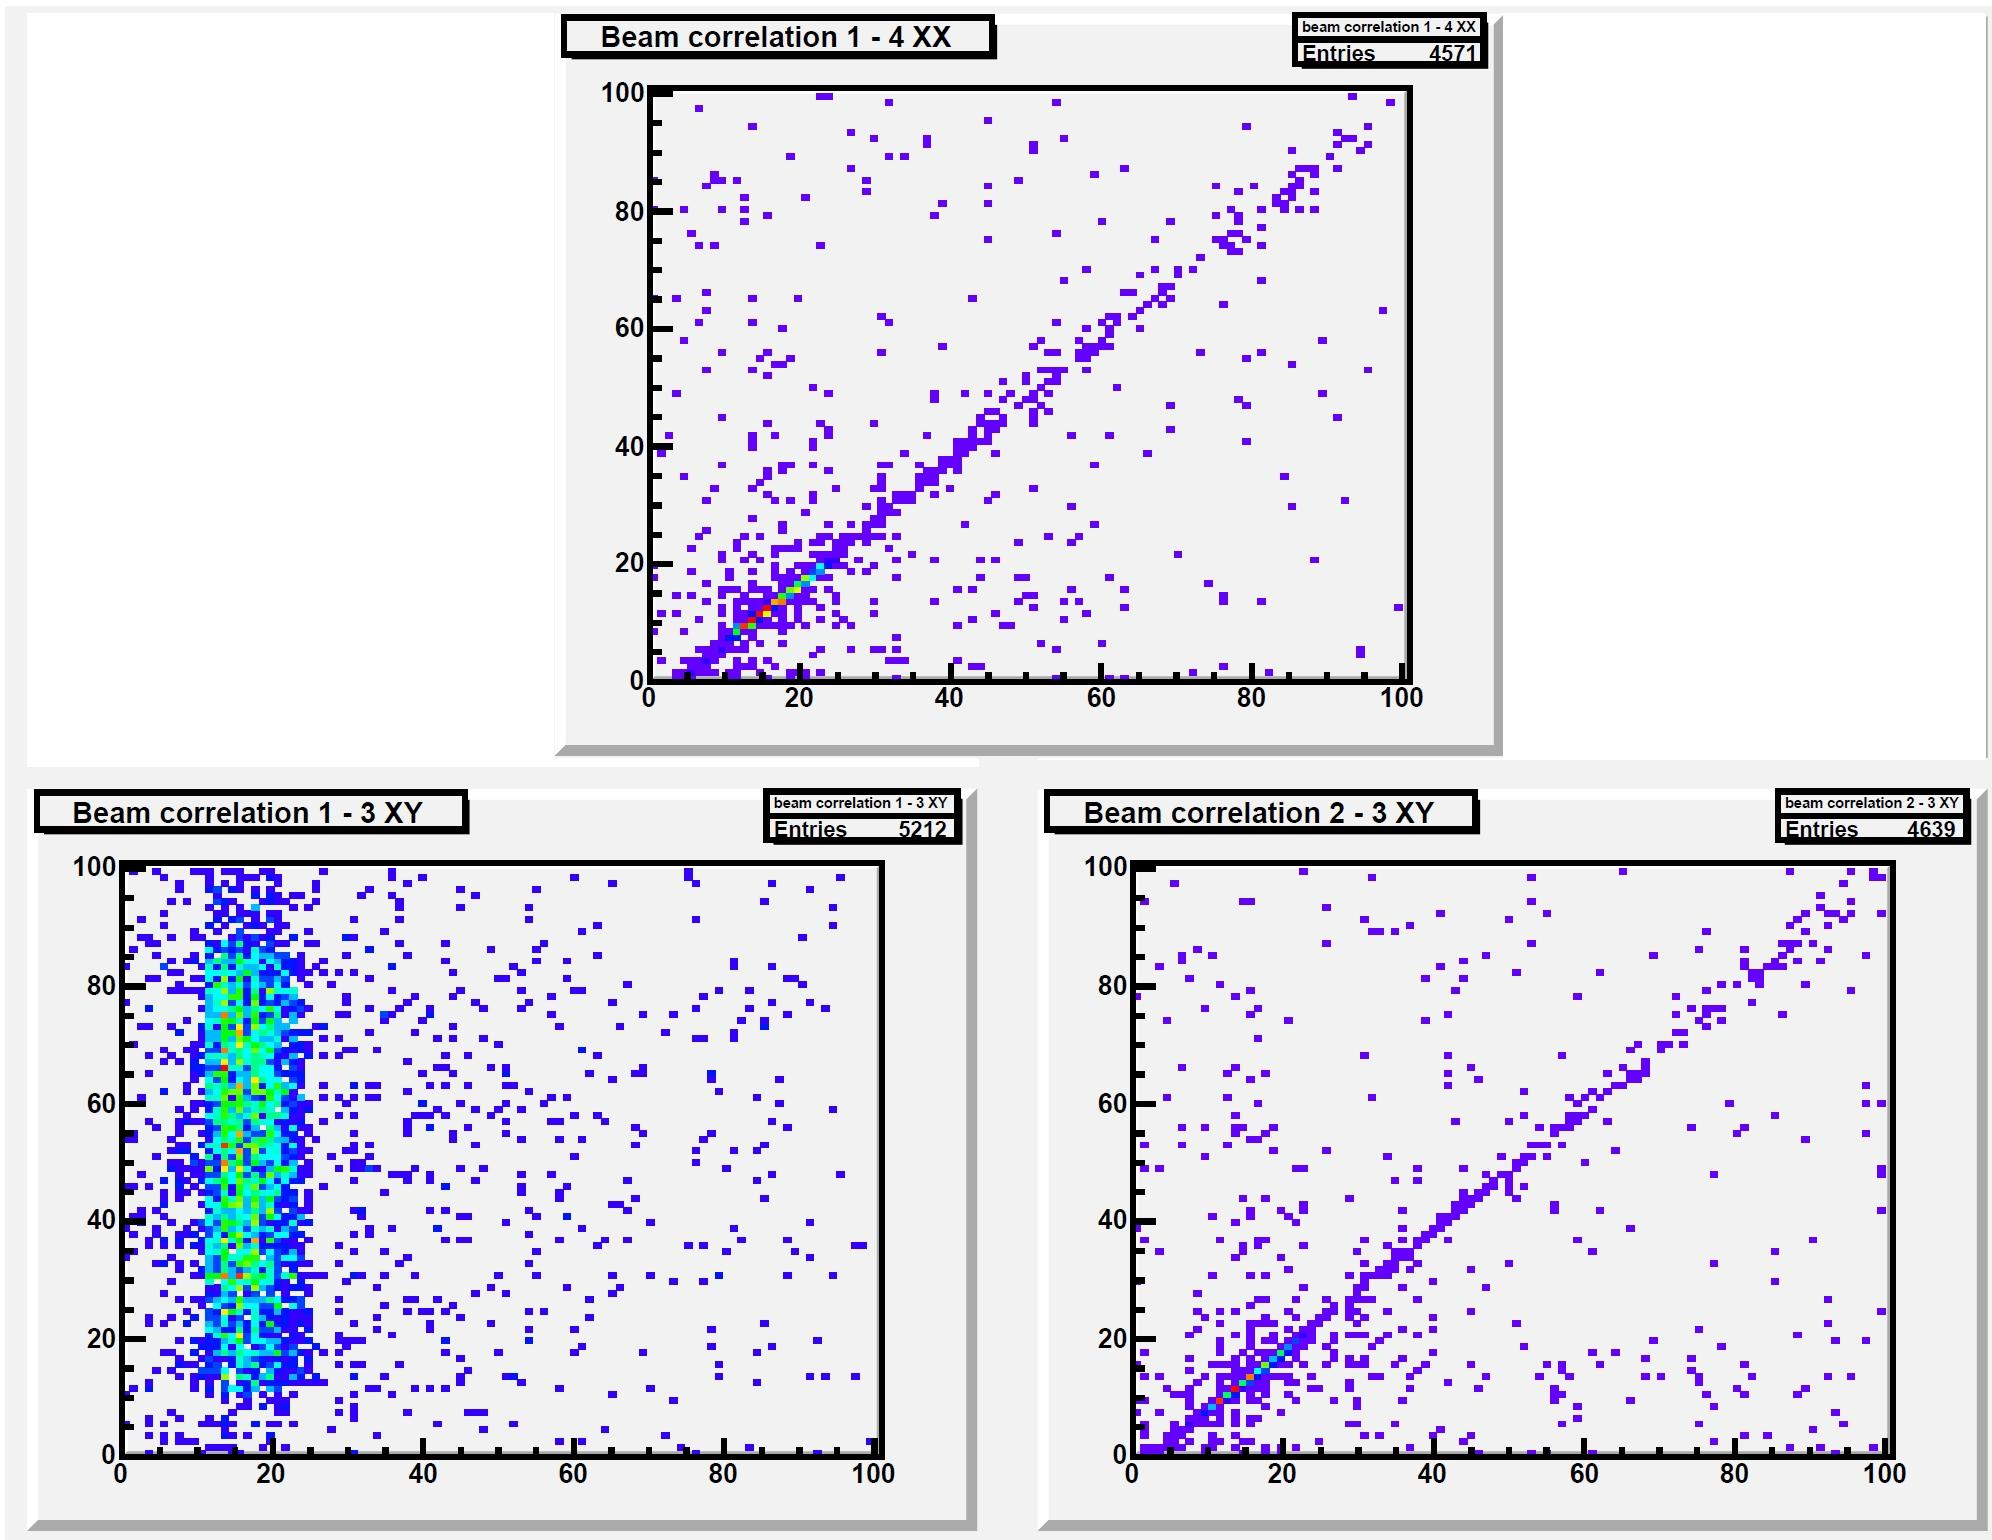 Beam correlation 1 - 4 XX
beam correlation 1 - 4 XX
Entries 4571
100
80
60
40
20
0
0 20 40 60 80 100
Beam correlation 1 - 3 XY
beam correlation 1 - 3 XY
Entries 5212
100
80
60
40
20
0
0 20 40 60 80 100
Beam correlation 2 - 3 XY
beam correlation 2 - 3 XY
Entries 4639
100
80
60
40
20
0
0 20 40 60 80 100